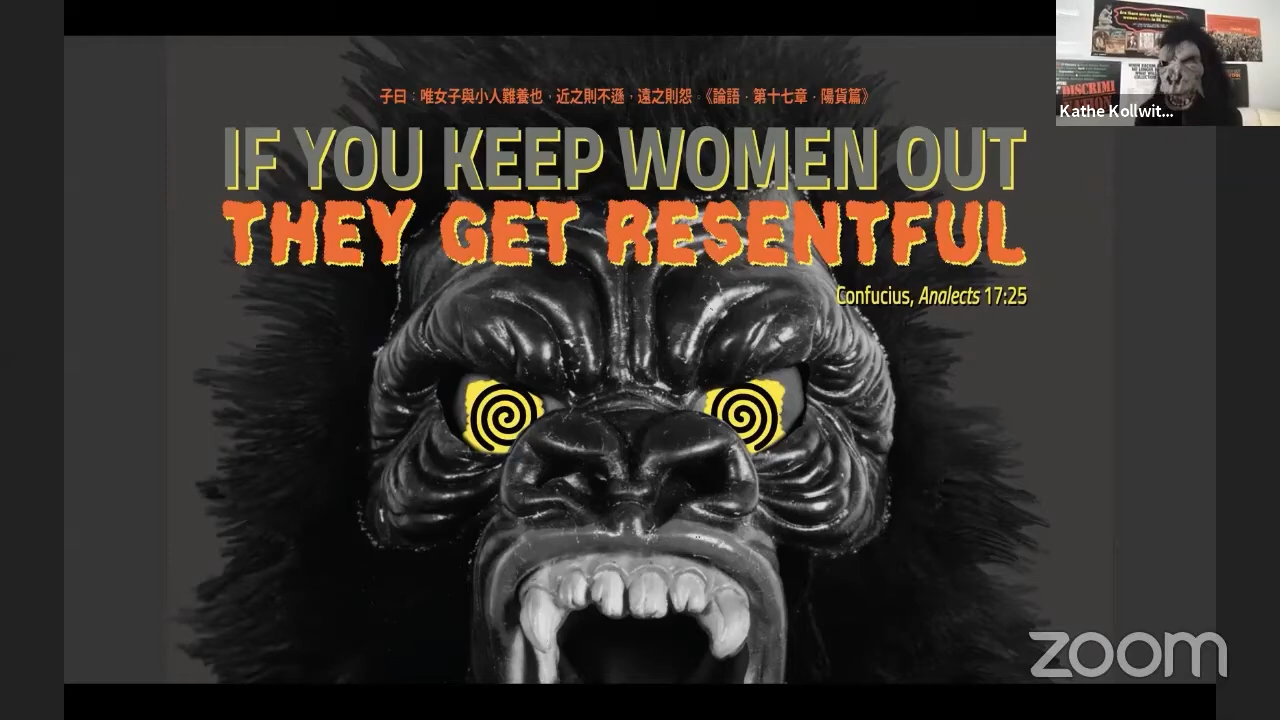 子曰：唯女子與小人難養也，近之則不遜，遠之則怨。《論語．第十七章．陽貨篇》
IF YOU KEEP WOMEN OUT
THEY GET RESENTFUL
Confucius, Analects 17:25
DISCRIMI
NATION
Kathe Kollwit...
zoom